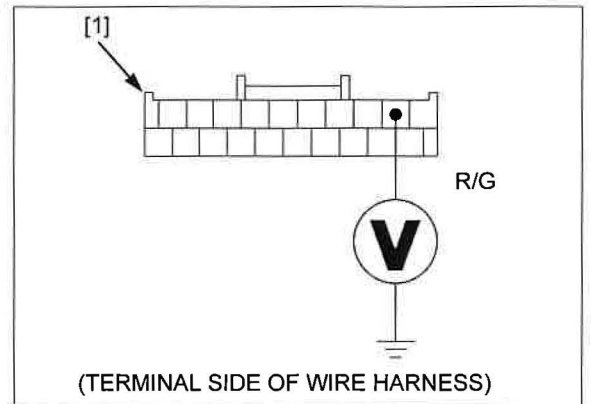 [1]
R/G
V
(TERMINAL SIDE OF WIRE HARNESS)